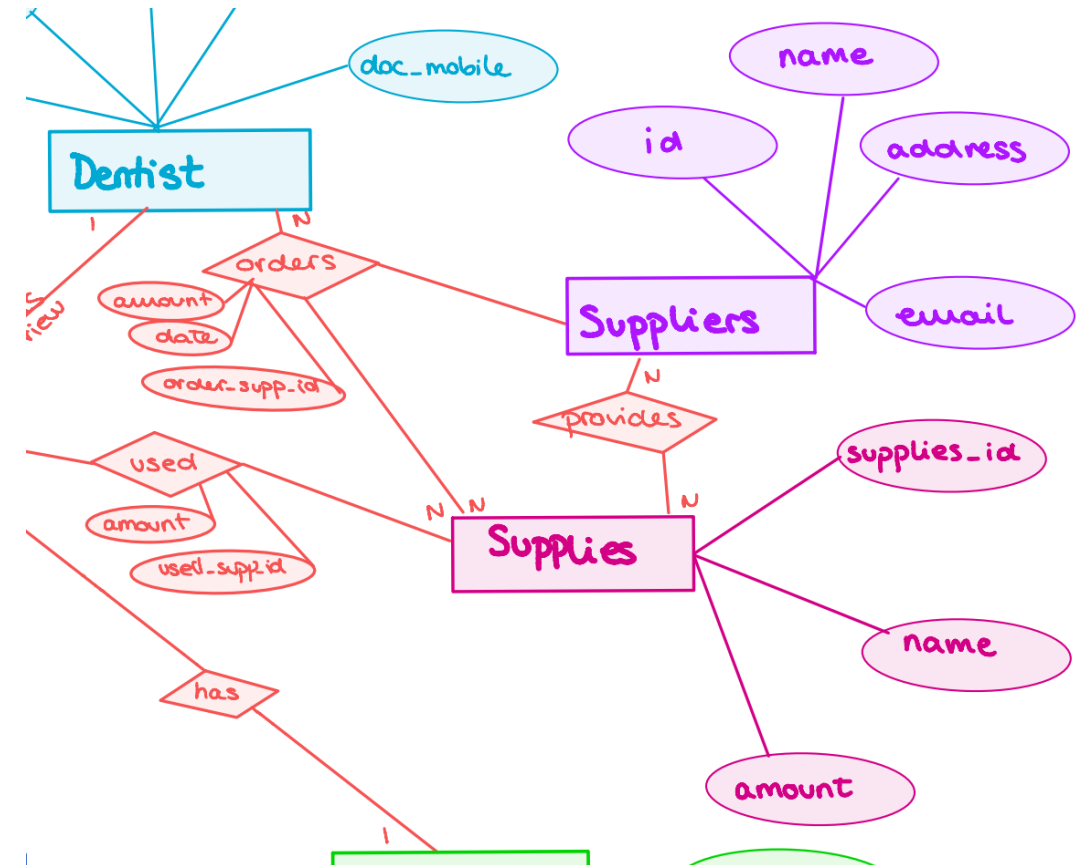 name
doc_mobile
id
address
Dentist
1
N
orders
amount
email
Suppliers
date
order_supp_id
N
provides
used
supplies_id
N
N
N
amount
Supplies
used_supp_id
name
has
amount
1